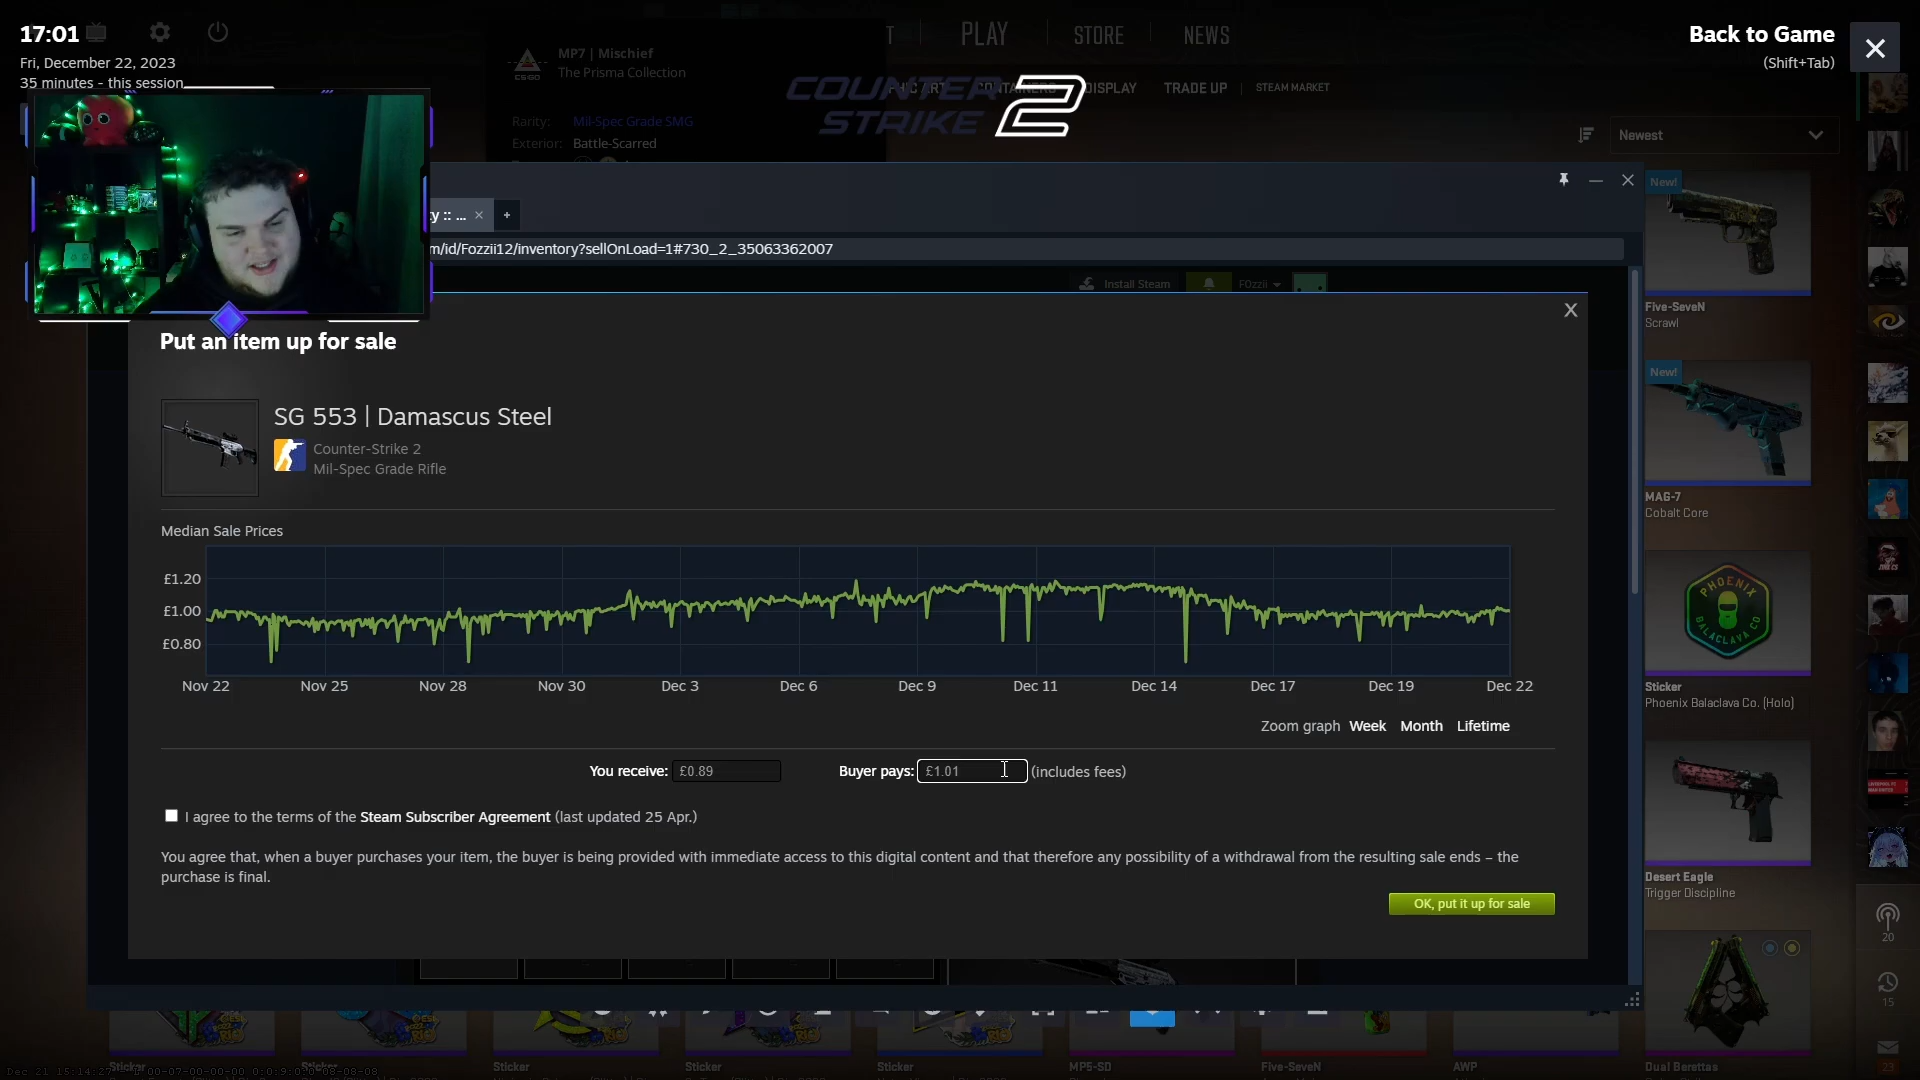 17:01
Fri, December 22, 2023
35 minutes - this session
PLAY
STORE
NEWS
Back to Game
(Shift+Tab)
MP7 | Mischief
The Prisma Collection
CS:GO
COUNTER
STRIKE 2
CONTAINERS
DISPLAY
TRADE UP
STEAM MARKET
Rarity: Mil-Spec Grade SMG
Exterior: Battle-Scarred
Newest
m/id/Fozzii12/inventory?sellOnLoad=1#730_2_35063362007
Install Steam
Put an item up for sale
X
SG 553 | Damascus Steel
Counter-Strike 2
Mil-Spec Grade Rifle
Median Sale Prices
£1.20
£1.00
£0.80
Nov 22
Nov 25
Nov 28
Nov 30
Dec 3
Dec 6
Dec 9
Dec 11
Dec 14
Dec 17
Dec 19
Dec 22
Zoom graph Week Month Lifetime
You receive: £0.89
Buyer pays: £1.01 (includes fees)
I agree to the terms of the Steam Subscriber Agreement (last updated 25 Apr.)
You agree that, when a buyer purchases your item, the buyer is being provided with immediate access to this digital content and that therefore any possibility of a withdrawal from the resulting sale ends – the
purchase is final.
OK, put it up for sale
New!
Five-SeveN
Scrawl
New!
MAG-7
Cobalt Core
PHOENIX
BALACLAVA CO
Sticker
Phoenix Balaclava Co. (Holo)
Desert Eagle
Trigger Discipline
20
15
23
Sticker
Sticker
Sticker
Sticker
Sticker
MP5-SD
Five-SeveN
AWP
Dual Berettas